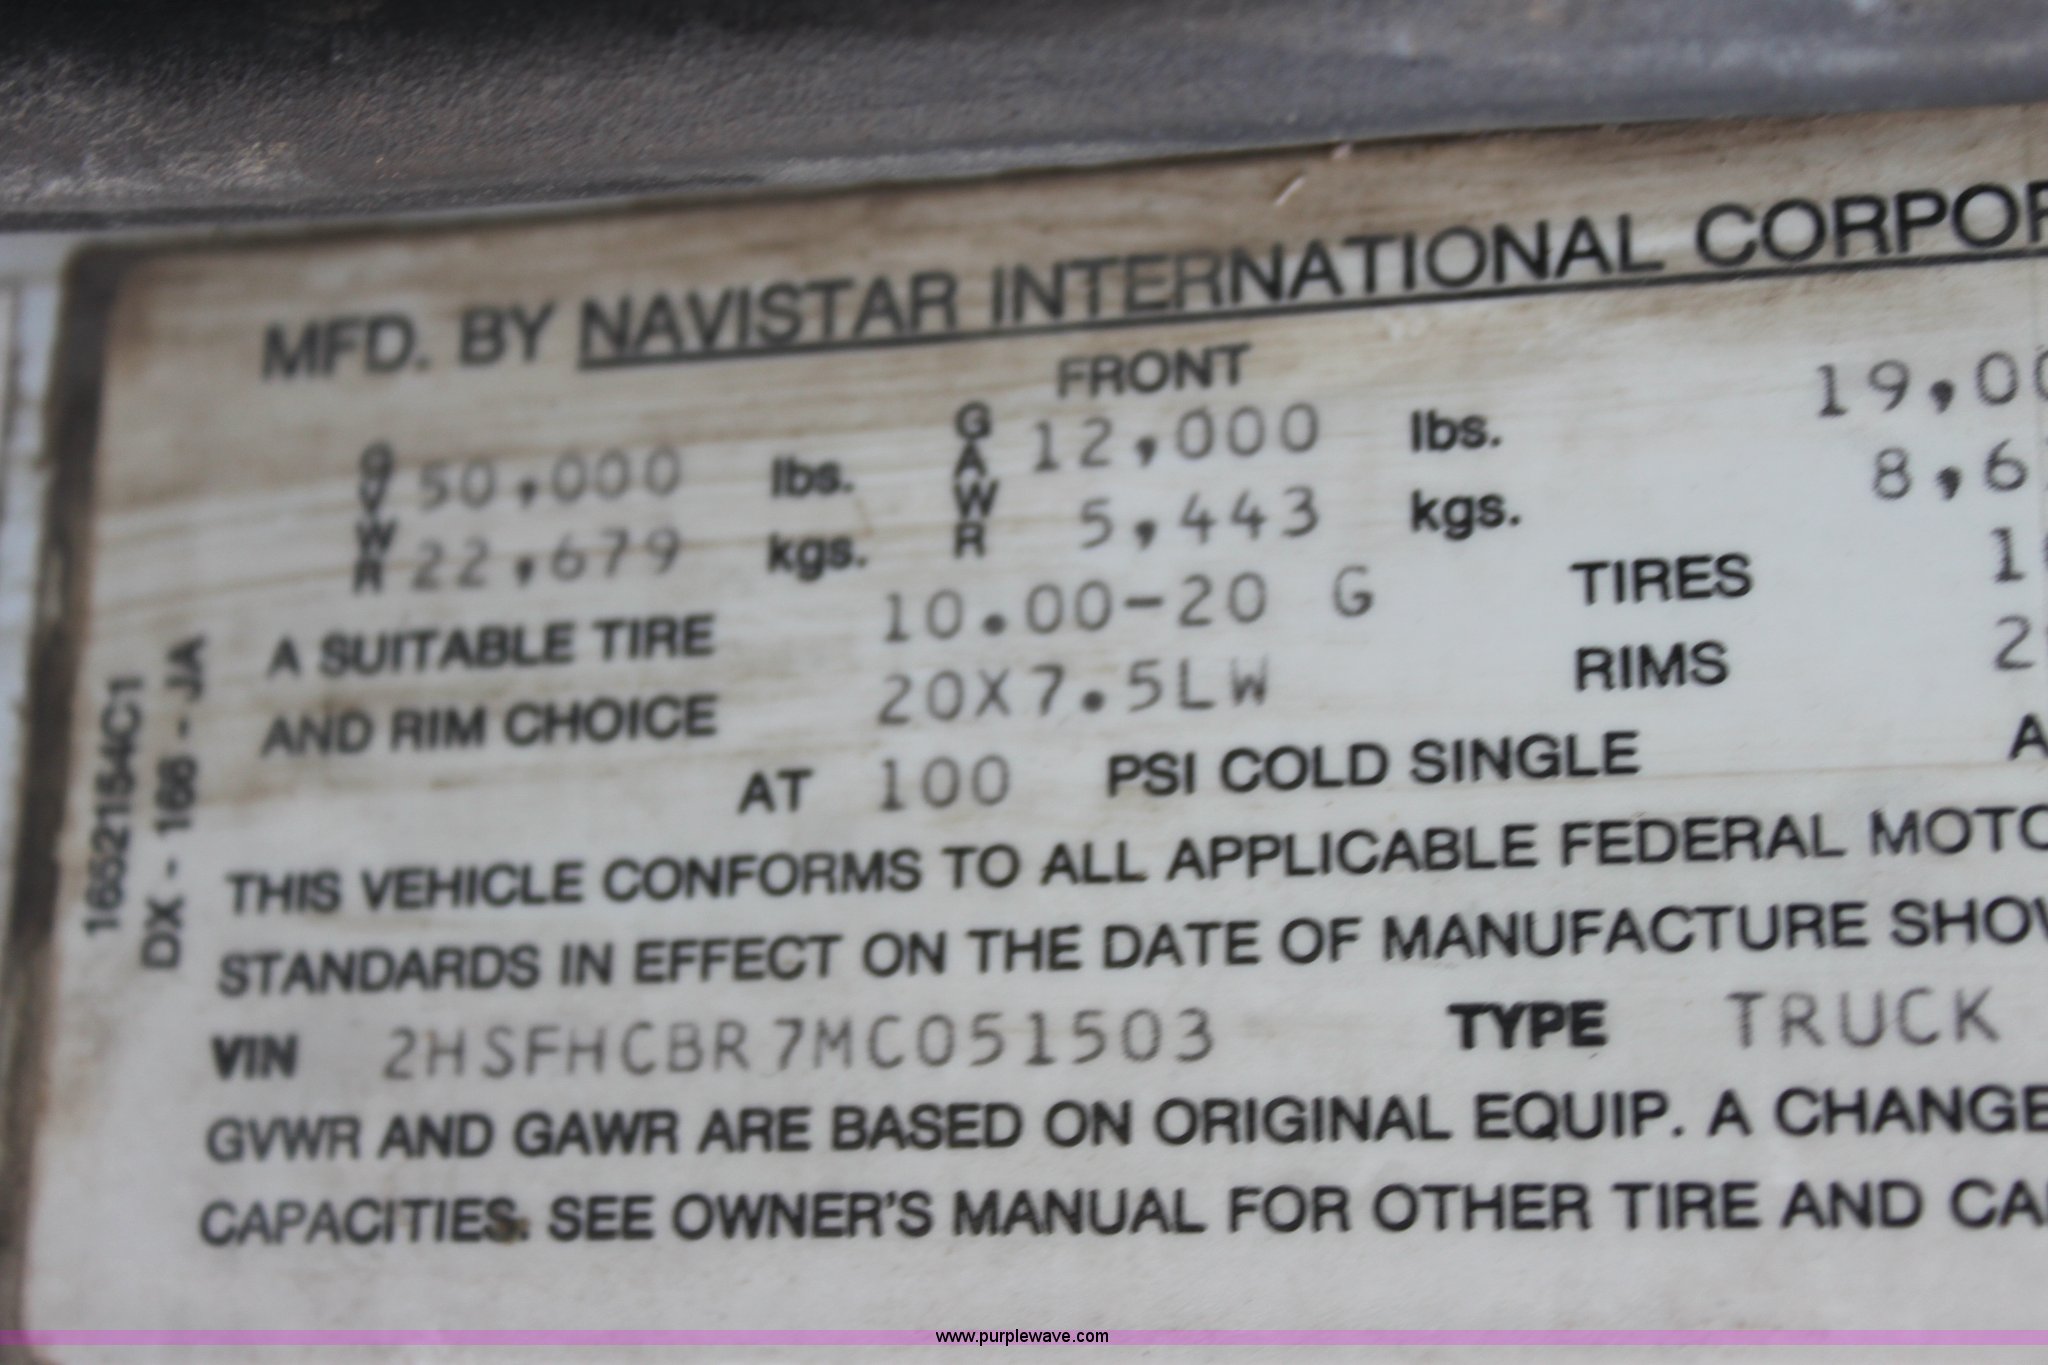 MFD. BY NAVISTAR INTERNATIONAL CORPOR
FRONT
GVWR 50,000 lbs. GAWR 12,000 lbs. 19,00
22,679 kgs. 5,443 kgs. 8,6
A SUITABLE TIRE 10.00-20 G TIRES 1
AND RIM CHOICE 20X7.5LW RIMS 2
AT 100 PSI COLD SINGLE A
THIS VEHICLE CONFORMS TO ALL APPLICABLE FEDERAL MOTO
STANDARDS IN EFFECT ON THE DATE OF MANUFACTURE SHOW
VIN 2HSFHCBR7MC051503 TYPE TRUCK
GVWR AND GAWR ARE BASED ON ORIGINAL EQUIP. A CHANGE
CAPACITIES. SEE OWNER'S MANUAL FOR OTHER TIRE AND CA
1652154C1
DX - 166 - JA
www.purplewave.com